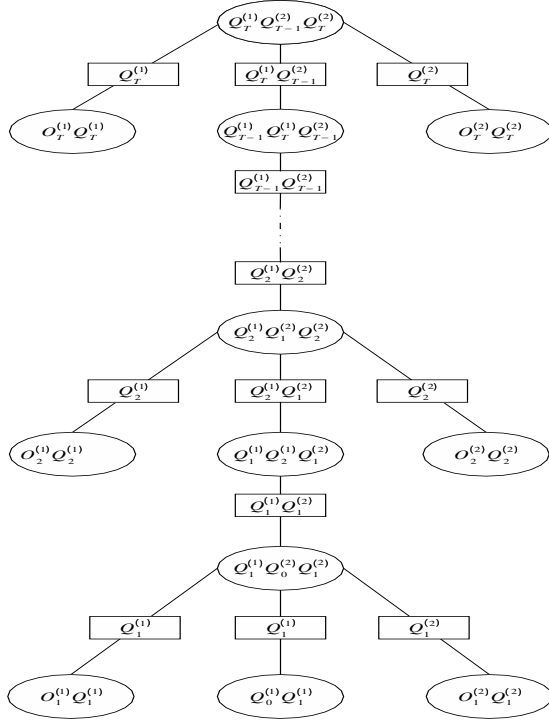 Q_T^{(1)} Q_{T-1}^{(2)} Q_T^{(2)}
Q_T^{(1)}
Q_T^{(1)} Q_{T-1}^{(2)}
Q_T^{(2)}
O_T^{(1)} Q_T^{(1)}
Q_{T-1}^{(1)} Q_T^{(1)} Q_{T-1}^{(2)}
O_T^{(2)} Q_T^{(2)}
Q_{T-1}^{(1)} Q_{T-1}^{(2)}
Q_2^{(1)} Q_2^{(2)}
Q_2^{(1)} Q_1^{(2)} Q_2^{(2)}
Q_2^{(1)}
Q_2^{(1)} Q_1^{(2)}
Q_2^{(2)}
O_2^{(1)} Q_2^{(1)}
Q_1^{(1)} Q_2^{(1)} Q_1^{(2)}
O_2^{(2)} Q_2^{(2)}
Q_1^{(1)} Q_1^{(2)}
Q_1^{(1)} Q_0^{(2)} Q_1^{(2)}
Q_1^{(1)}
Q_1^{(1)}
Q_1^{(2)}
O_1^{(1)} Q_1^{(1)}
Q_0^{(1)} Q_1^{(1)}
O_1^{(2)} Q_1^{(2)}